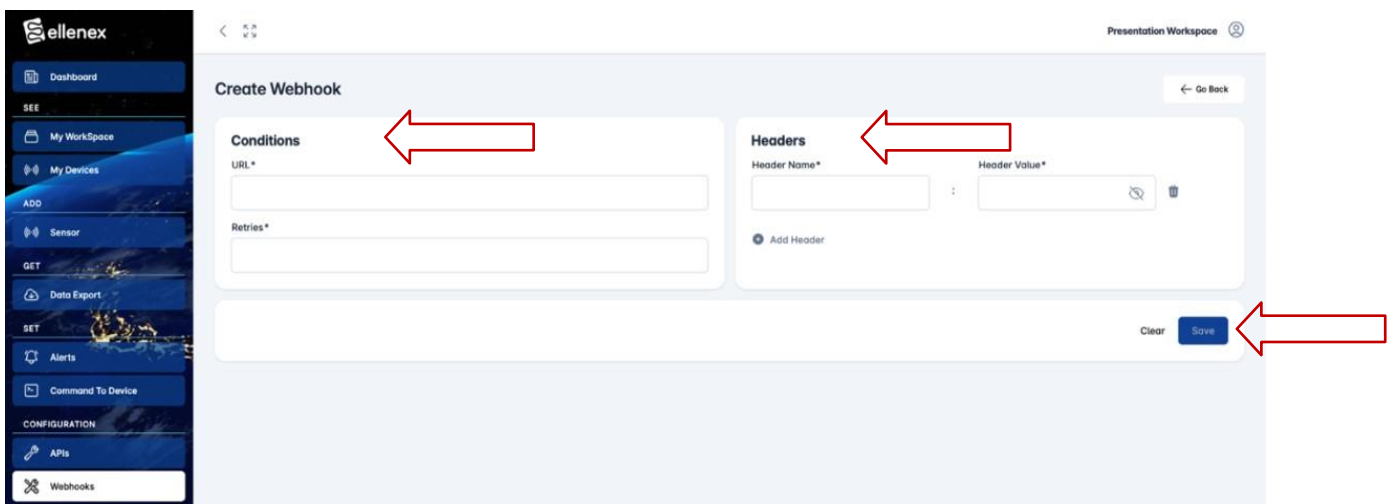 ellenex
Dashboard
SEE
My WorkSpace
My Devices
ADD
Sensor
GET
Data Export
SET
Alerts
Command To Device
CONFIGURATION
APIs
Webhooks
Presentation Workspace
Create Webhook
← Go Back
Conditions
URL*
Retries*
Headers
Header Name* Header Value*
:
Add Header
Clear Save